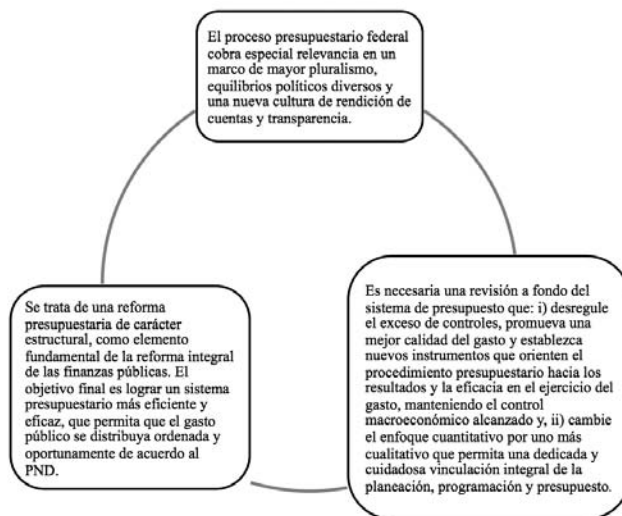 El proceso presupuestario federal
cobra especial relevancia en un
marco de mayor pluralismo,
equilibrios políticos diversos y
una nueva cultura de rendición de
cuentas y transparencia.
Es necesaria una revisión a fondo del
sistema de presupuesto que: i) desregule
el exceso de controles, promueva una
mejor calidad del gasto y establezca
nuevos instrumentos que orienten el
procedimiento presupuestario hacia los
resultados y la eficacia en el ejercicio del
gasto, manteniendo el control
macroeconómico alcanzado y, ii) cambie
el enfoque cuantitativo por uno más
cualitativo que permita una dedicada y
cuidadosa vinculación integral de la
planeación, programación y presupuesto.
Se trata de una reforma
presupuestaria de carácter
estructural, como elemento
fundamental de la reforma integral
de las finanzas públicas. El
objetivo final es lograr un sistema
presupuestario más eficiente y
eficaz, que permita que el gasto
público se distribuya ordenada y
oportunamente de acuerdo al
PND.